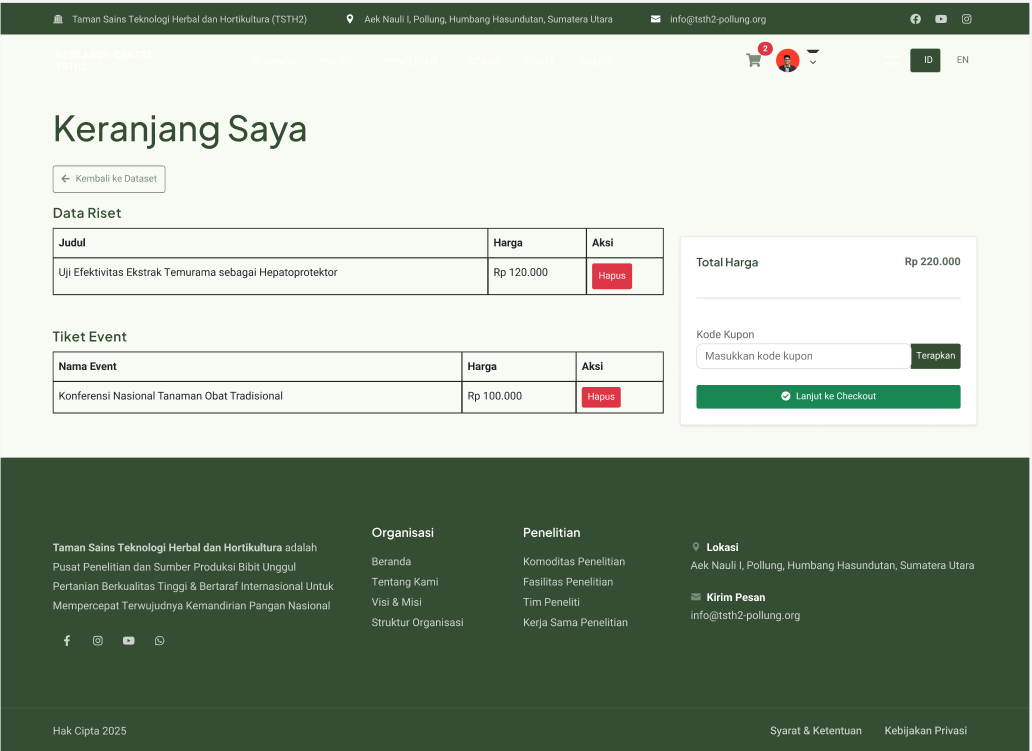 Taman Sains Teknologi Herbal dan Hortikultura (TSTH2)
Aek Nauli I, Pollung, Humbang Hasundutan, Sumatera Utara
info@tsth2-pollung.org
RESEARCH CENTRE
2
ID
EN
Keranjang Saya
Kembali ke Dataset
Data Riset
Judul Harga Aksi
Uji Efektivitas Ekstrak Temurama sebagai Hepatoprotektor Rp 120.000 Hapus
Tiket Event
Nama Event Harga Aksi
Konferensi Nasional Tanaman Obat Tradisional Rp 100.000 Hapus
Total Harga Rp 220.000
Kode Kupon
Masukkan kode kupon Terapkan
Lanjut ke Checkout
Taman Sains Teknologi Herbal dan Hortikultura adalah
Pusat Penelitian dan Sumber Produksi Bibit Unggul
Pertanian Berkualitas Tinggi & Bertaraf Internasional Untuk
Mempercepat Terwujudnya Kemandirian Pangan Nasional
Organisasi
Beranda
Tentang Kami
Visi & Misi
Struktur Organisasi
Penelitian
Komoditas Penelitian
Fasilitas Penelitian
Tim Peneliti
Kerja Sama Penelitian
Lokasi
Aek Nauli I, Pollung, Humbang Hasundutan, Sumatera Utara
Kirim Pesan
info@tsth2-pollung.org
Hak Cipta 2025
Syarat & Ketentuan
Kebijakan Privasi